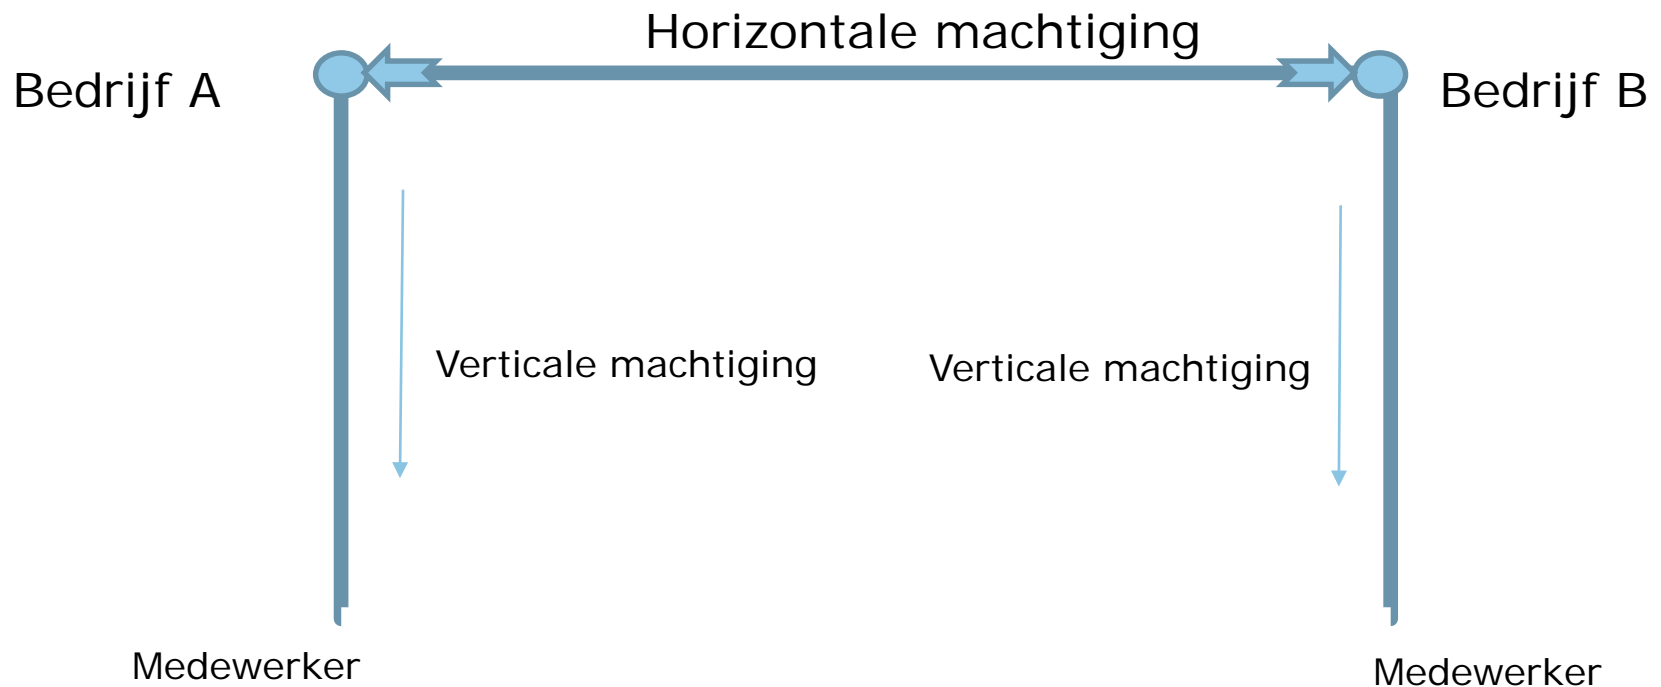 Horizontale machtiging
Bedrijf A
Bedrijf B
Verticale machtiging
Verticale machtiging
Medewerker
Medewerker